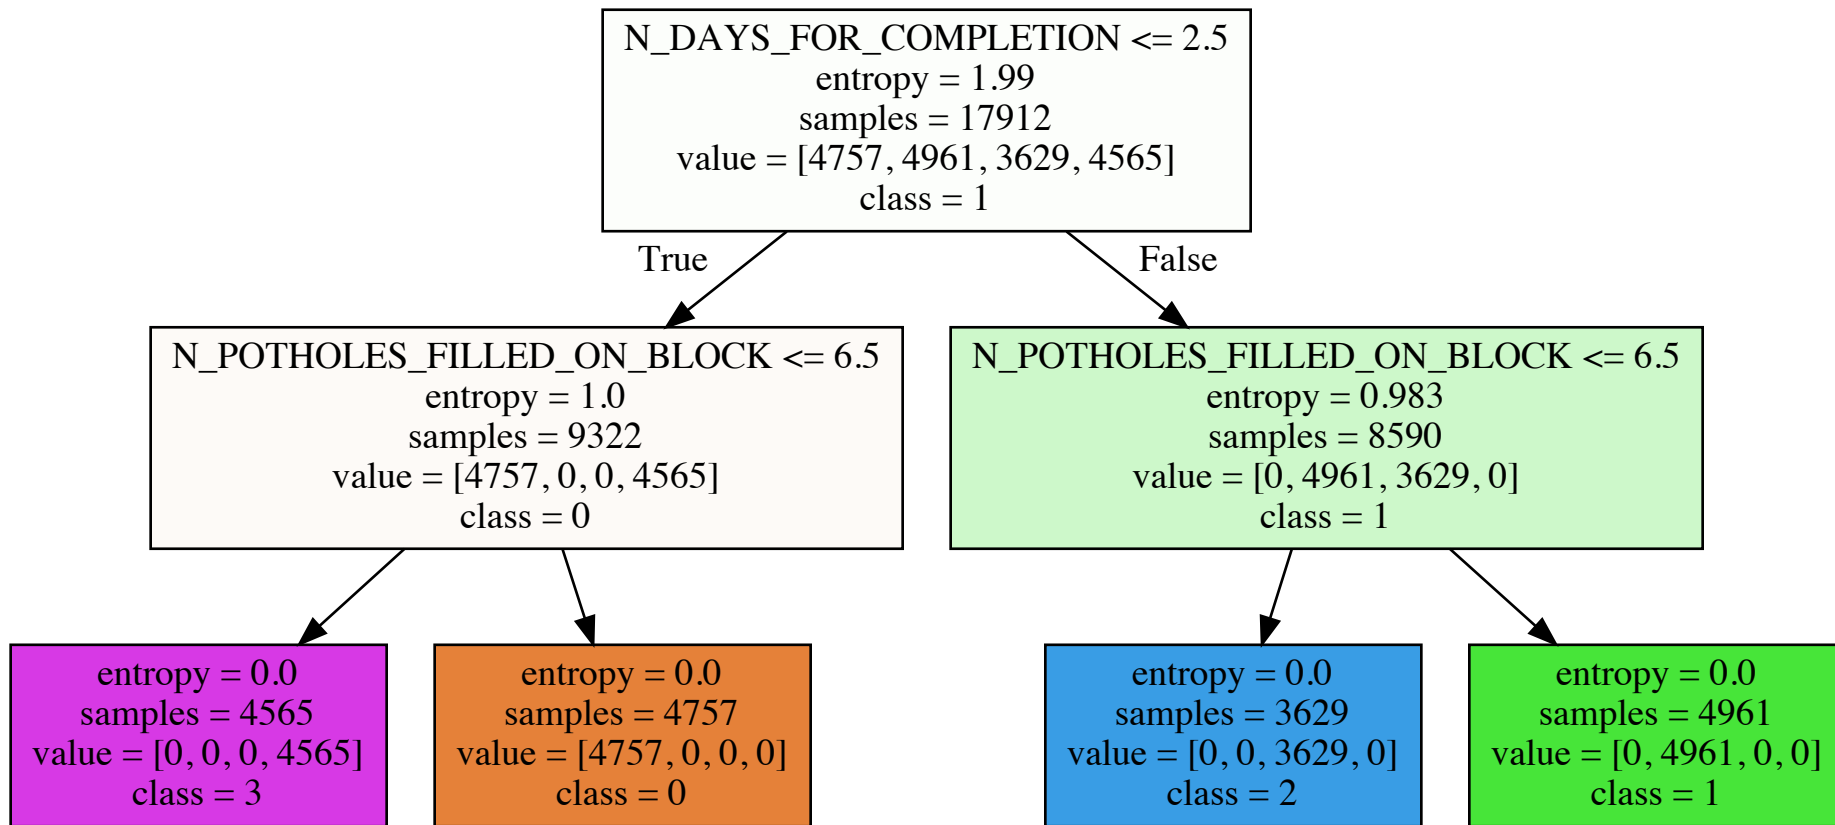 N_DAYS_FOR_COMPLETION <= 2.5
entropy = 1.99
samples = 17912
value = [4757, 4961, 3629, 4565]
class = 1
True
False
N_POTHOLES_FILLED_ON_BLOCK <= 6.5
entropy = 1.0
samples = 9322
value = [4757, 0, 0, 4565]
class = 0
N_POTHOLES_FILLED_ON_BLOCK <= 6.5
entropy = 0.983
samples = 8590
value = [0, 4961, 3629, 0]
class = 1
entropy = 0.0
samples = 4565
value = [0, 0, 0, 4565]
class = 3
entropy = 0.0
samples = 4757
value = [4757, 0, 0, 0]
class = 0
entropy = 0.0
samples = 3629
value = [0, 0, 3629, 0]
class = 2
entropy = 0.0
samples = 4961
value = [0, 4961, 0, 0]
class = 1